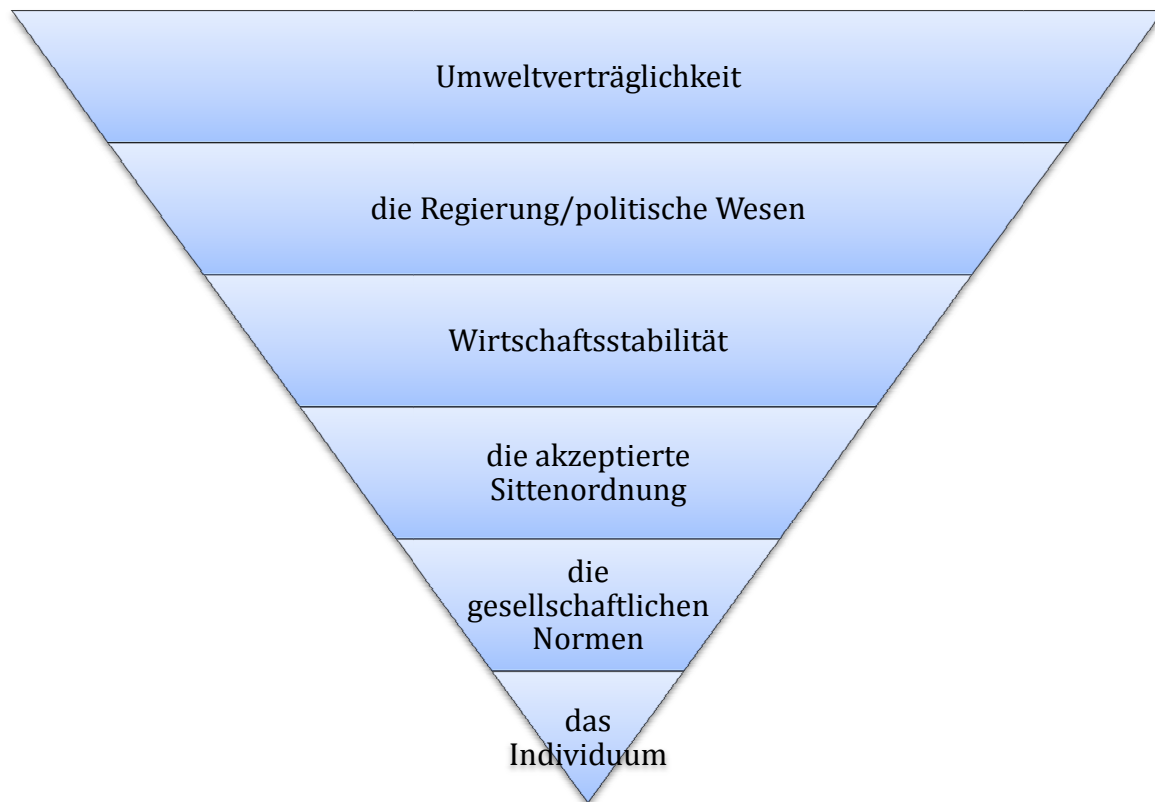 Umweltverträglichkeit
die Regierung/politische Wesen
Wirtschaftsstabilität
die akzeptierte
Sittenordnung
die
gesellschaftlichen
Normen
das
Individuum